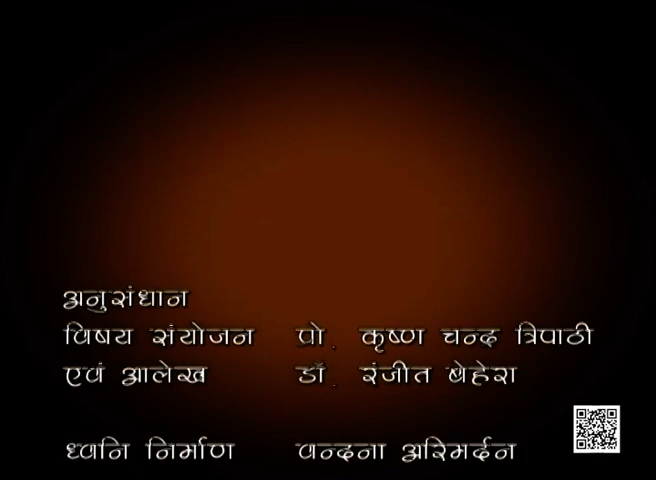 अनुसंधान
विषय संयोजन प्रो. कृष्ण चन्द त्रिपाठी
एवं आलेख डॉ. रंजीत बेहेरा
ध्वनि निर्माण वन्दना अरिमर्दन